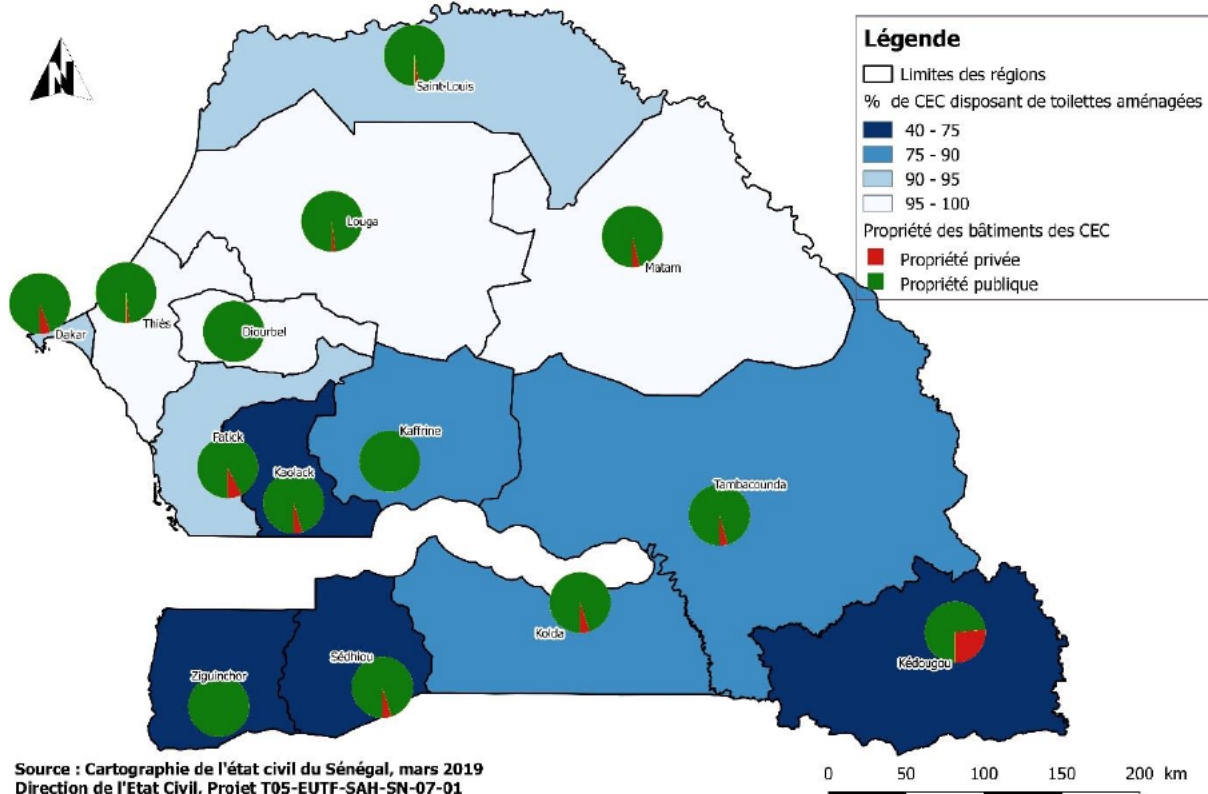 N
Saint-Louis
Louga
Matam
Dakar
Thiès
Diourbel
Fatick
Kaolack
Kaffrine
Tambacounda
Kolda
Sédhiou
Ziguinchor
Kédougou
Légende
Limites des régions
% de CEC disposant de toilettes aménagées
40 - 75
75 - 90
90 - 95
95 - 100
Propriété des bâtiments des CEC
Propriété privée
Propriété publique
Source : Cartographie de l'état civil du Sénégal, mars 2019
Direction de l'Etat Civil, Projet T05-EUTF-SAH-SN-07-01
0 50 100 150 200 km